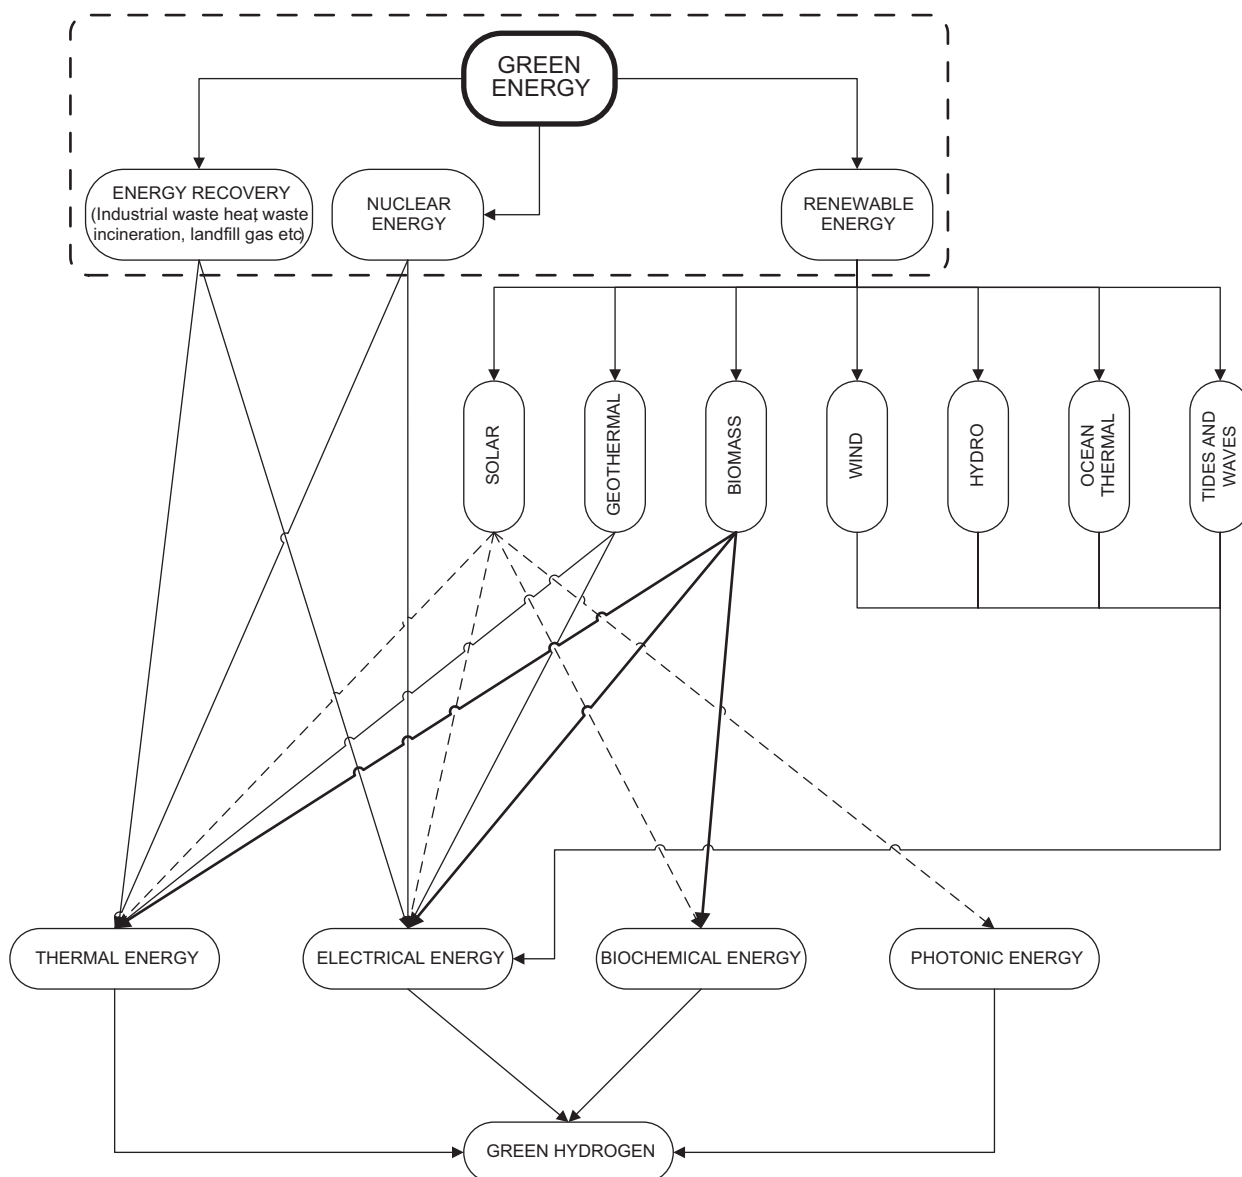 GREEN
ENERGY
ENERGY RECOVERY
(Industrial waste heat, waste
incineration, landfill gas etc)
NUCLEAR
ENERGY
RENEWABLE
ENERGY
SOLAR
GEOTHERMAL
BIOMASS
WIND
HYDRO
OCEAN
THERMAL
TIDES AND
WAVES
THERMAL ENERGY
ELECTRICAL ENERGY
BIOCHEMICAL ENERGY
PHOTONIC ENERGY
GREEN HYDROGEN